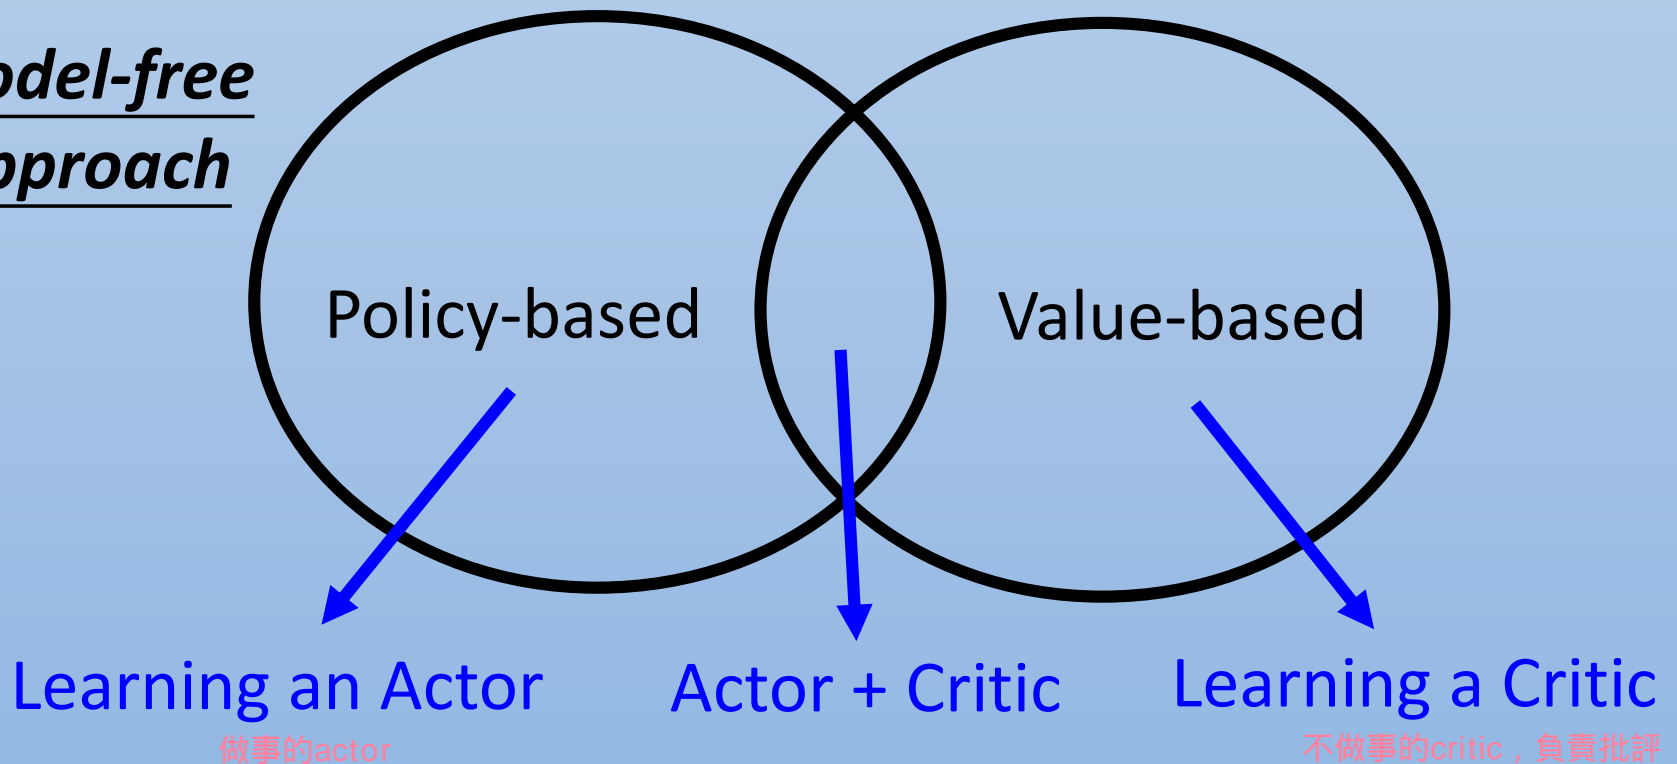 odel-free
pproach
Policy-based
Value-based
Learning an Actor
Actor + Critic
Learning a Critic
做事的actor
不做事的critic，負責批評